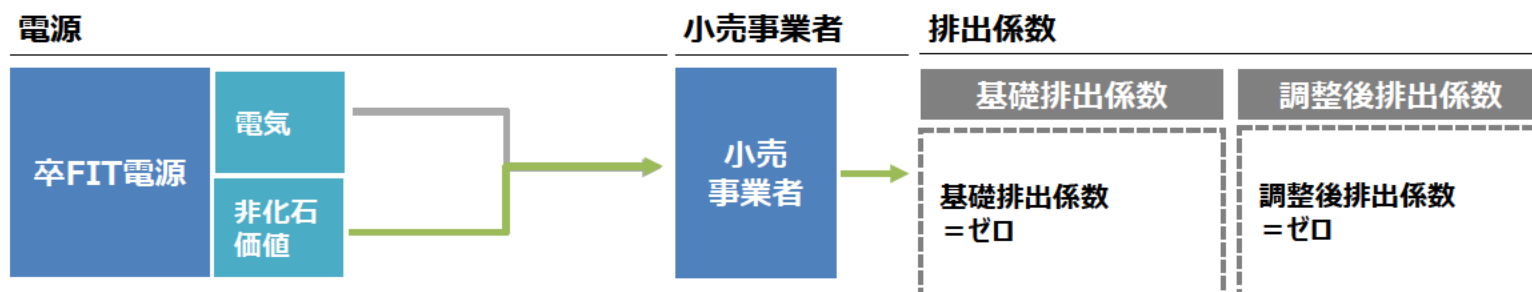 電源
小売事業者
排出係数
卒FIT電源
電気
非化石
価値
小売
事業者
基礎排出係数
調整後排出係数
基礎排出係数
＝ゼロ
調整後排出係数
＝ゼロ